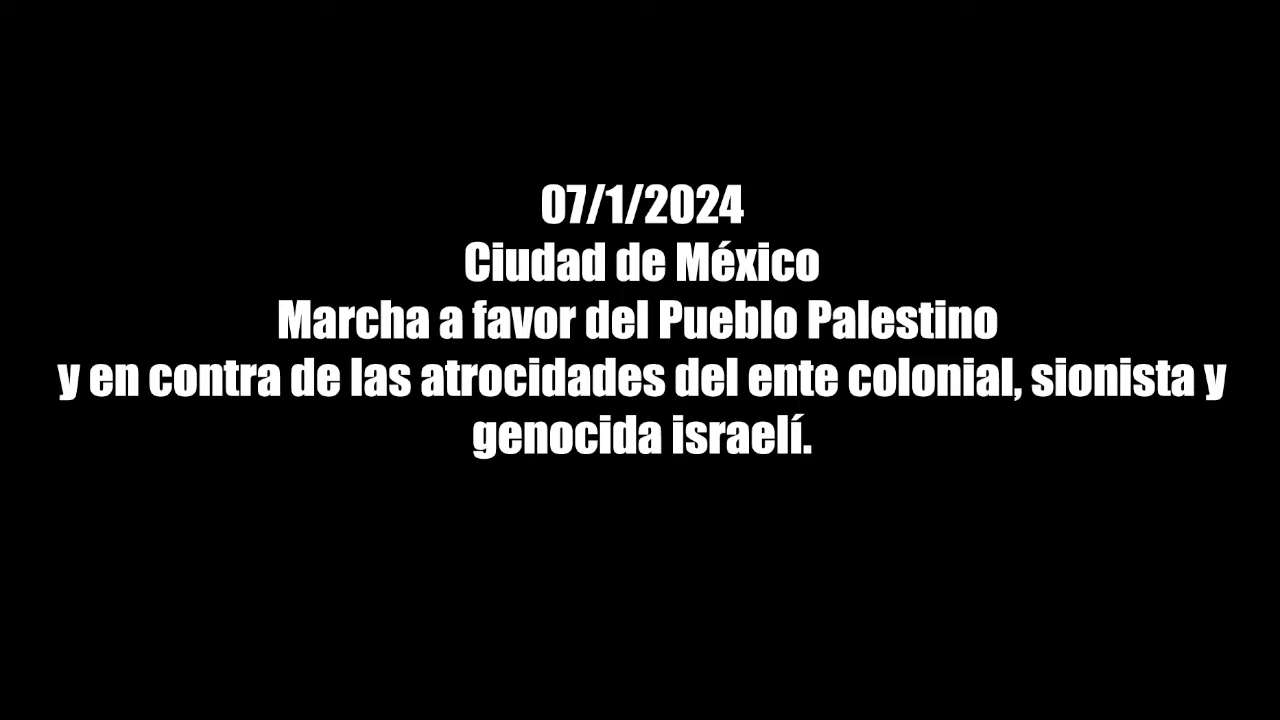 07/1/2024
Ciudad de México
Marcha a favor del Pueblo Palestino
y en contra de las atrocidades del ente colonial, sionista y
genocida israelí.